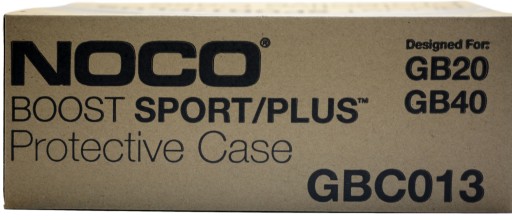 NOCO®
BOOST SPORT/PLUS™
Protective Case
Designed For:
GB20
GB40
GBC013